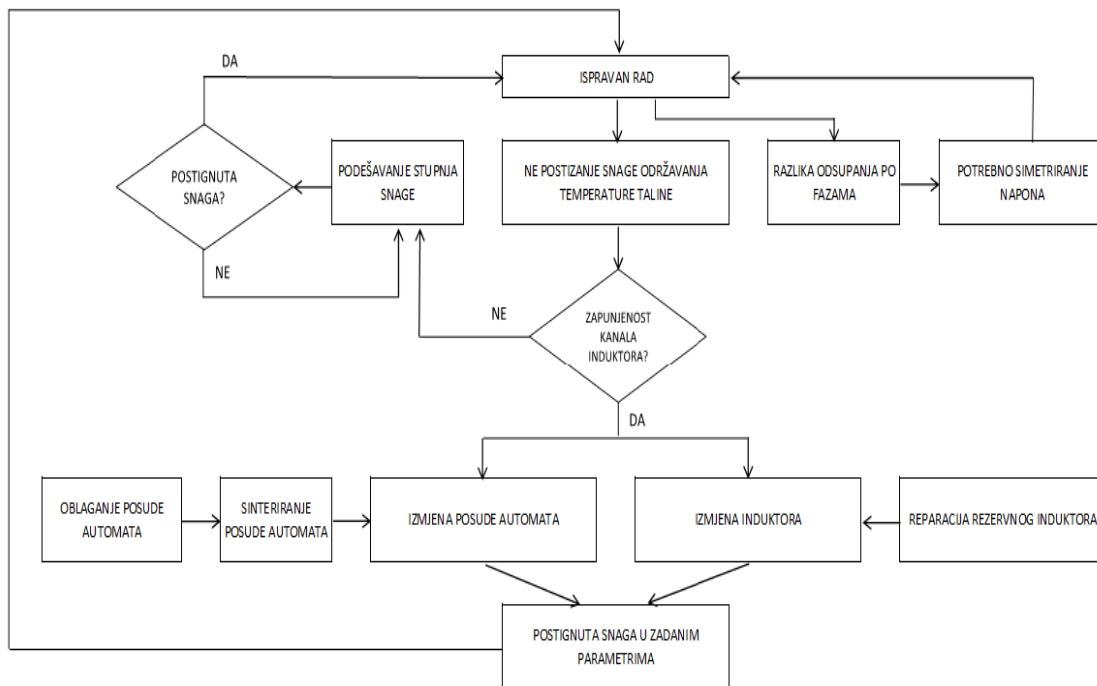 DA
ISPRAVAN RAD
POSTIGNUTA
SNAGA?
PODEŠAVANJE STUPNJA
SNAGE
NE POSTIZANJE SNAGE ODRŽAVANJA
TEMPERATURE TALINE
RAZLIKA ODSUPANJA PO
FAZAMA
POTREBNO SIMETRIRANJE
NAPONA
NE
NE
ZAPUNJENOST
KANALA
INDUKTORA?
DA
OBLAGANJE POSUDE
AUTOMATA
SINTERIRANJE
POSUDE AUTOMATA
IZMJENA POSUDE AUTOMATA
IZMJENA INDUKTORA
REPARACIJA REZERVNOG INDUKTORA
POSTIGNUTA SNAGA U ZADANIM
PARAMETRIMA